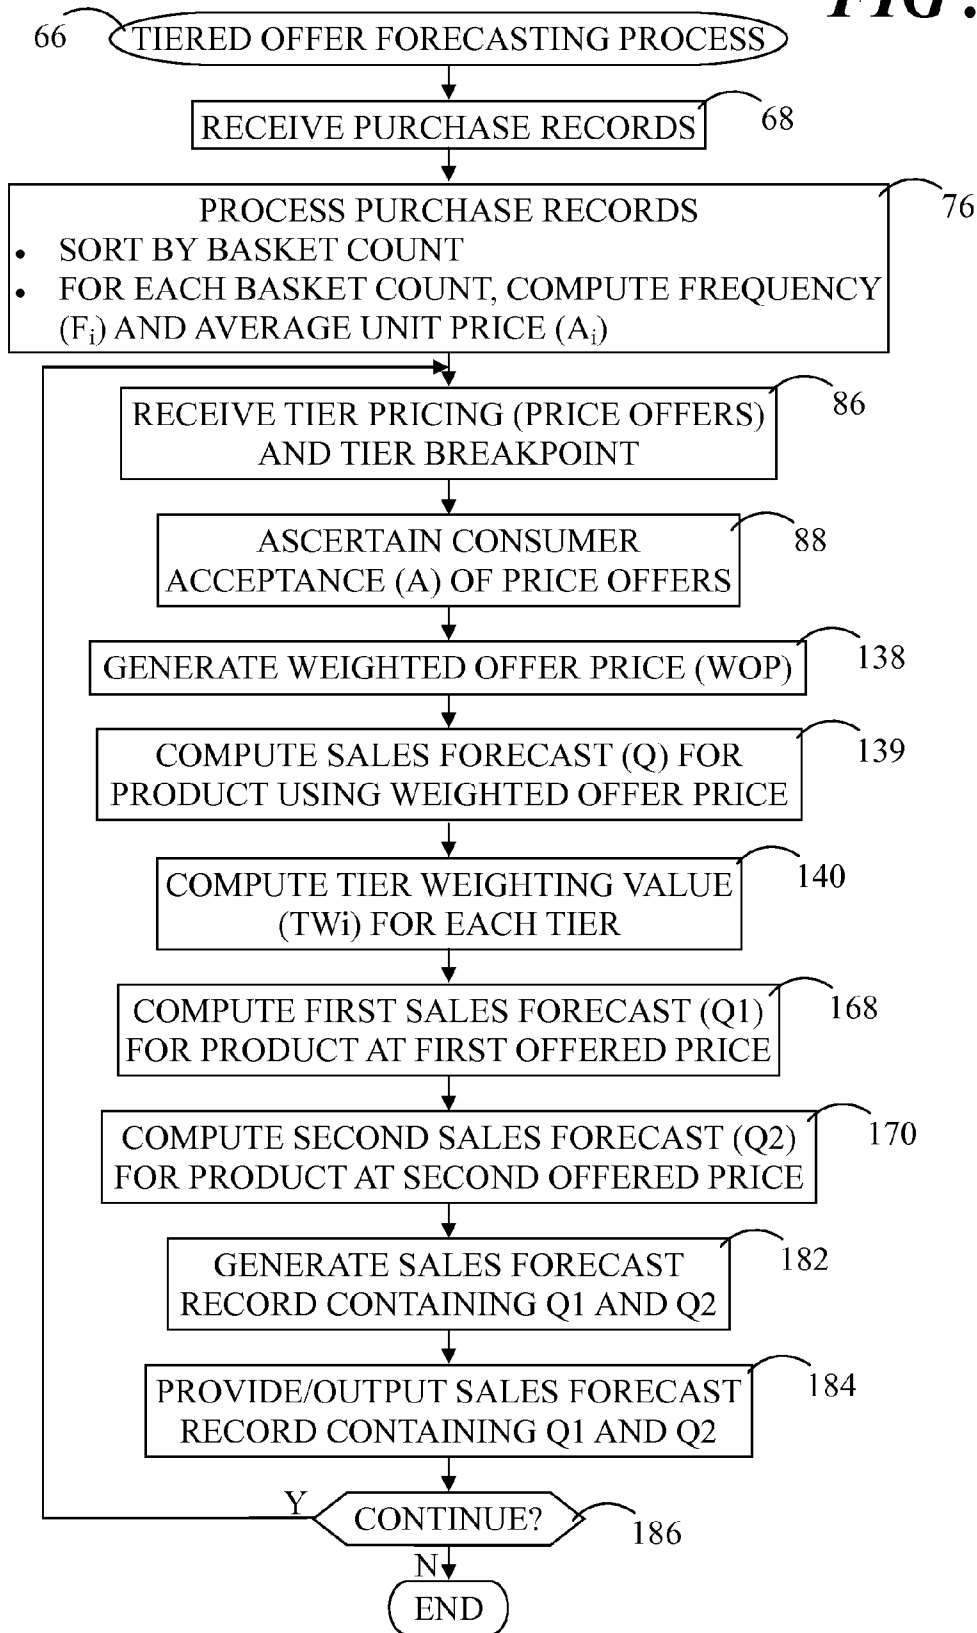 FIG.
66
TIERED OFFER FORECASTING PROCESS
RECEIVE PURCHASE RECORDS
68
PROCESS PURCHASE RECORDS
76
• SORT BY BASKET COUNT
• FOR EACH BASKET COUNT, COMPUTE FREQUENCY
(Fi) AND AVERAGE UNIT PRICE (Ai)
RECEIVE TIER PRICING (PRICE OFFERS)
AND TIER BREAKPOINT
86
ASCERTAIN CONSUMER
ACCEPTANCE (A) OF PRICE OFFERS
88
GENERATE WEIGHTED OFFER PRICE (WOP)
138
COMPUTE SALES FORECAST (Q) FOR
PRODUCT USING WEIGHTED OFFER PRICE
139
COMPUTE TIER WEIGHTING VALUE
(TWi) FOR EACH TIER
140
COMPUTE FIRST SALES FORECAST (Q1)
FOR PRODUCT AT FIRST OFFERED PRICE
168
COMPUTE SECOND SALES FORECAST (Q2)
FOR PRODUCT AT SECOND OFFERED PRICE
170
GENERATE SALES FORECAST
RECORD CONTAINING Q1 AND Q2
182
PROVIDE/OUTPUT SALES FORECAST
RECORD CONTAINING Q1 AND Q2
184
Y
CONTINUE?
186
N
END